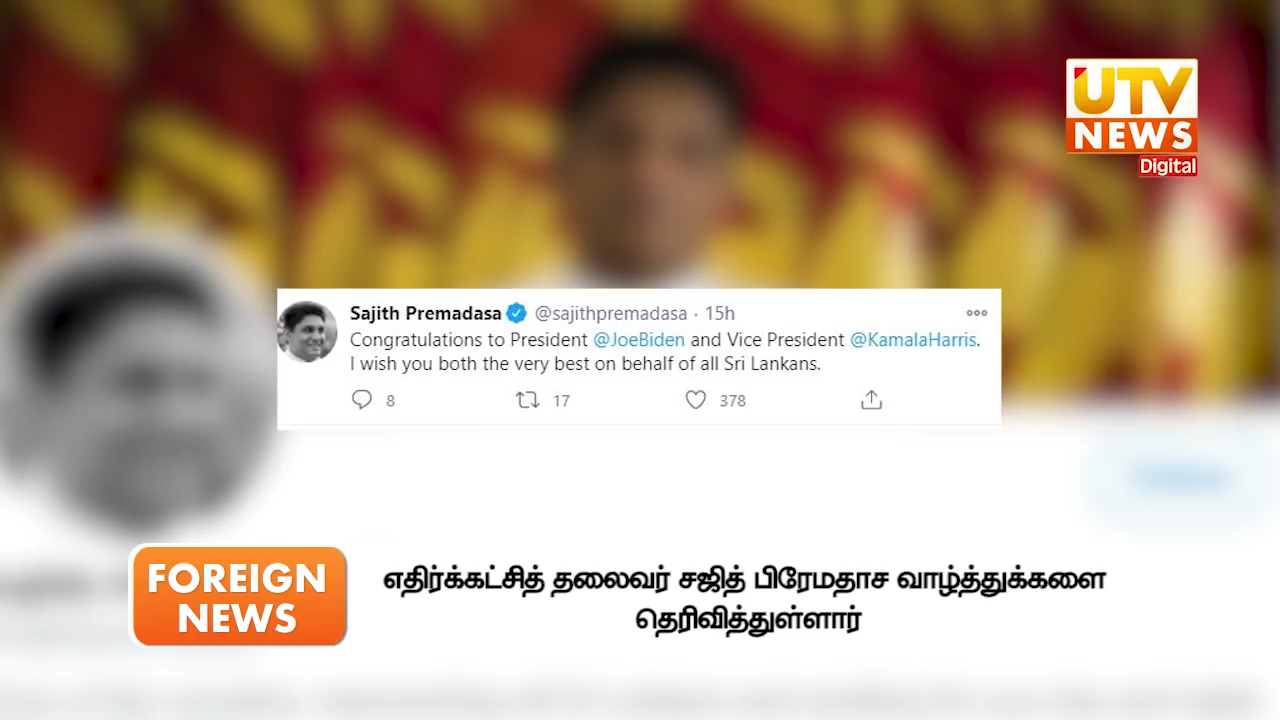 UTV
NEWS
Digital
Sajith Premadasa @sajithpremadasa · 15h
Congratulations to President @JoeBiden and Vice President @KamalaHarris.
I wish you both the very best on behalf of all Sri Lankans.
8 17 378
FOREIGN
NEWS
எதிர்க்கட்சித் தலைவர் சஜித் பிரேமதாச வாழ்த்துக்களை
தெரிவித்துள்ளார்